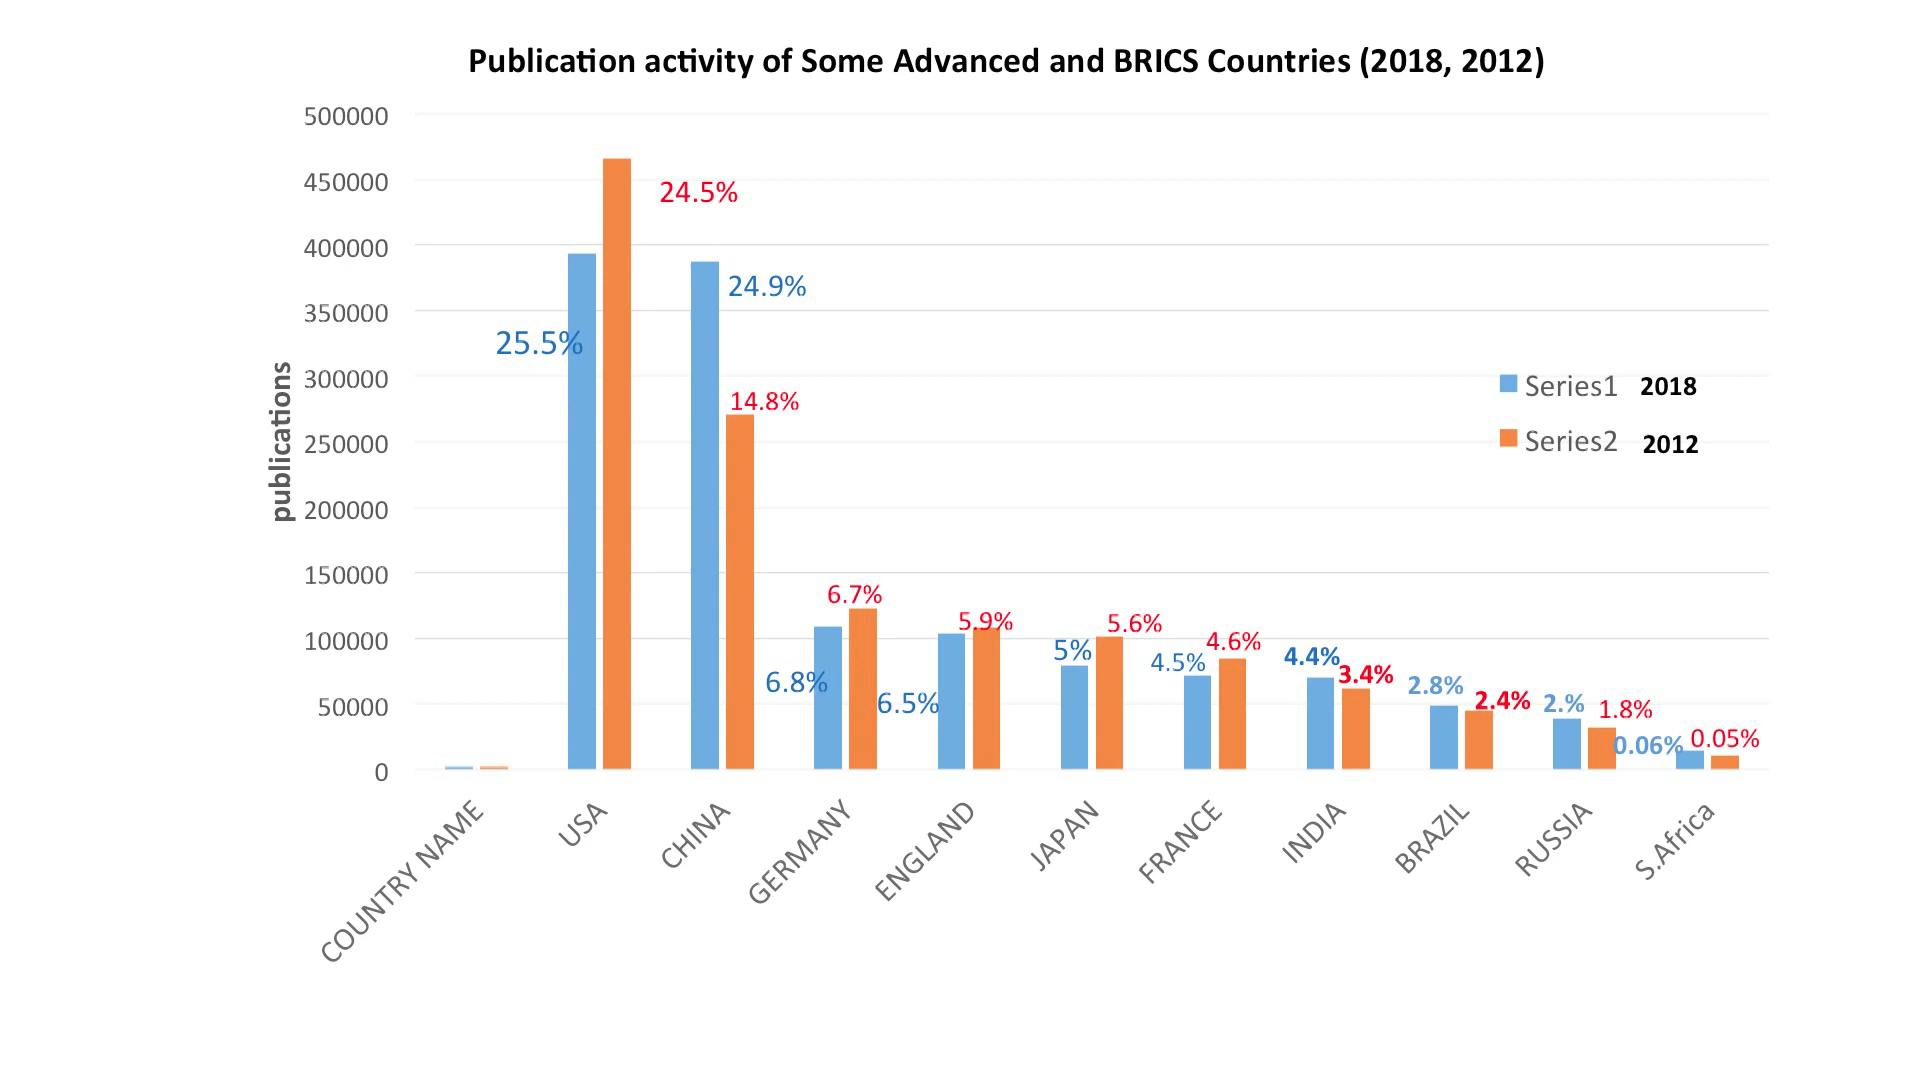 Publication activity of Some Advanced and BRICS Countries (2018, 2012)
500000
450000
400000
350000
300000
250000
200000
150000
100000
50000
0
publications
24.5%
24.9%
25.5%
14.8%
6.7%
6.8%
5.9%
6.5%
5%
5.6%
4.5%
4.6%
4.4%
3.4%
2.8%
2.4%
2.%
1.8%
0.06%
0.05%
Series1 2018
Series2 2012
COUNTRY NAME
USA
CHINA
GERMANY
ENGLAND
JAPAN
FRANCE
INDIA
BRAZIL
RUSSIA
S.Africa